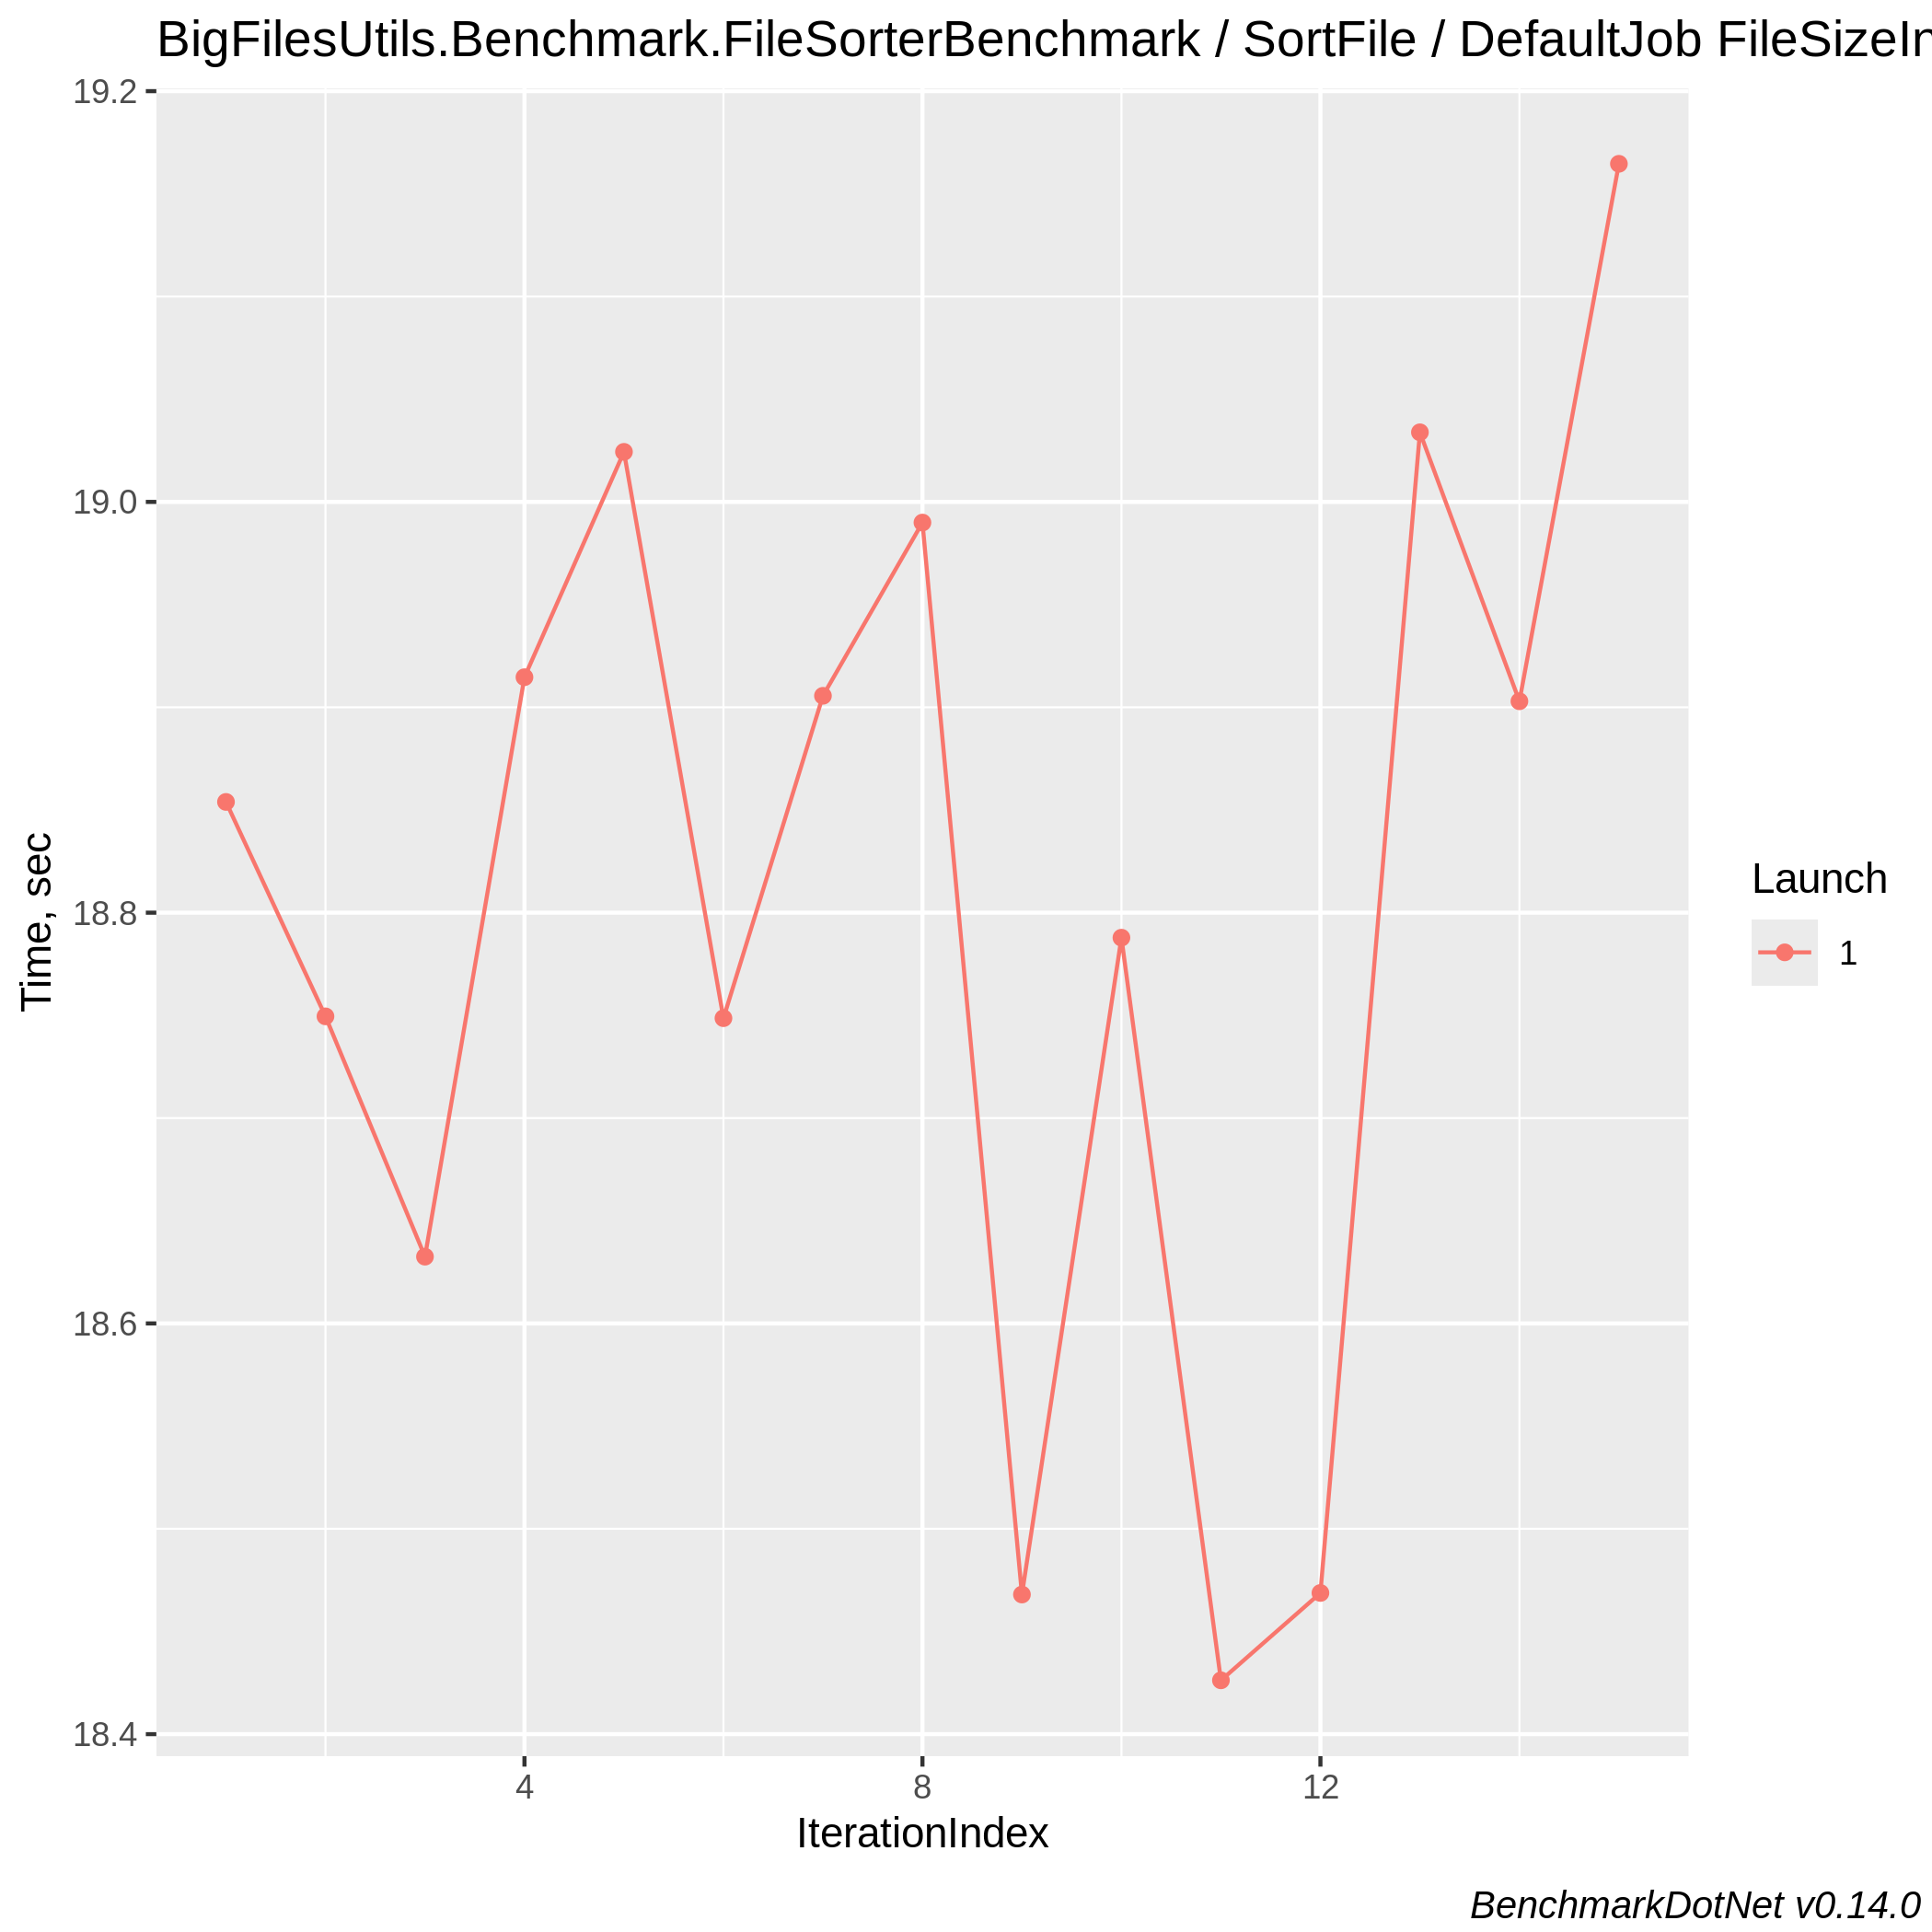 BigFilesUtils.Benchmark.FileSorterBenchmark / SortFile / DefaultJob FileSizeIn
19.2
19.0
18.8
18.6
18.4
Time, sec
4 8 12
IterationIndex
Launch
1
BenchmarkDotNet v0.14.0